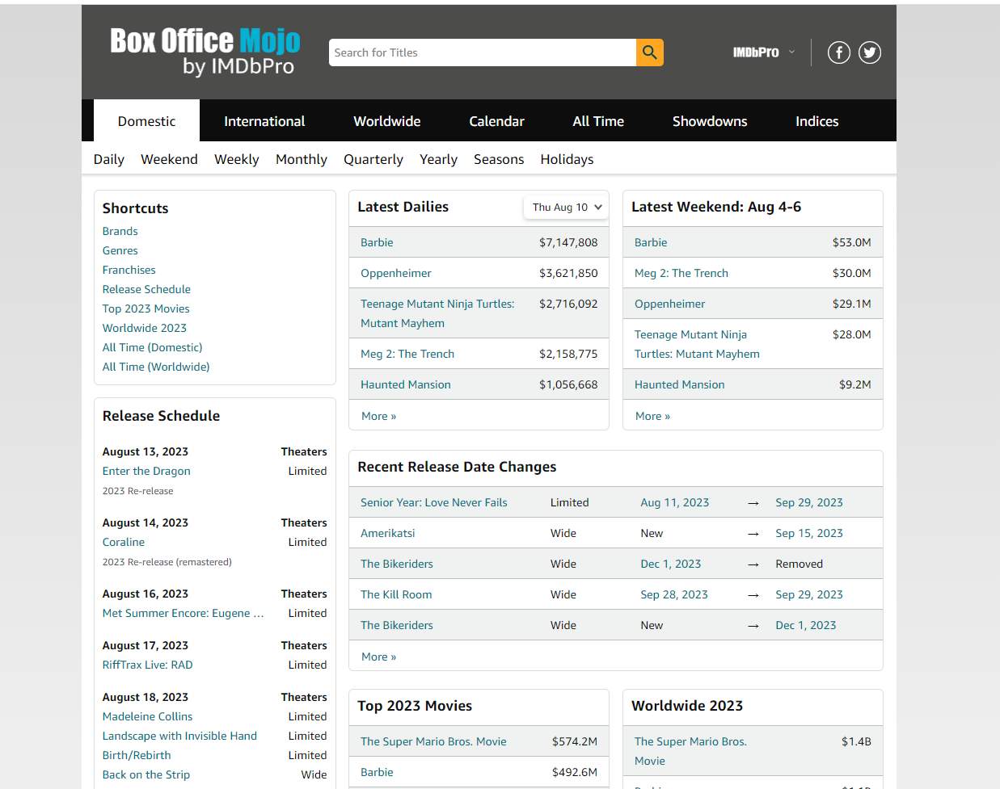 Box Office Mojo
by IMDbPro
Search for Titles
IMDbPro
Domestic International Worldwide Calendar All Time Showdowns Indices
Daily Weekend Weekly Monthly Quarterly Yearly Seasons Holidays
Shortcuts
Brands
Genres
Franchises
Release Schedule
Top 2023 Movies
Worldwide 2023
All Time (Domestic)
All Time (Worldwide)
Release Schedule
August 13, 2023 Theaters
Enter the Dragon Limited
2023 Re-release
August 14, 2023 Theaters
Coraline Limited
2023 Re-release (remastered)
August 16, 2023 Theaters
Met Summer Encore: Eugene ... Limited
August 17, 2023 Theaters
RiffTrax Live: RAD Limited
August 18, 2023 Theaters
Madeleine Collins Limited
Landscape with Invisible Hand Limited
Birth/Rebirth Limited
Back on the Strip Wide
Latest Dailies Thu Aug 10
Barbie $7,147,808
Oppenheimer $3,621,850
Teenage Mutant Ninja Turtles: $2,716,092
Mutant Mayhem
Meg 2: The Trench $2,158,775
Haunted Mansion $1,056,668
More »
Latest Weekend: Aug 4-6
Barbie $53.0M
Meg 2: The Trench $30.0M
Oppenheimer $29.1M
Teenage Mutant Ninja $28.0M
Turtles: Mutant Mayhem
Haunted Mansion $9.2M
More »
Recent Release Date Changes
Senior Year: Love Never Fails Limited Aug 11, 2023 → Sep 29, 2023
Amerikatsi Wide New → Sep 15, 2023
The Bikeriders Wide Dec 1, 2023 → Removed
The Kill Room Wide Sep 28, 2023 → Sep 29, 2023
The Bikeriders Wide New → Dec 1, 2023
More »
Top 2023 Movies
The Super Mario Bros. Movie $574.2M
Barbie $492.6M
Worldwide 2023
The Super Mario Bros. $1.4B
Movie